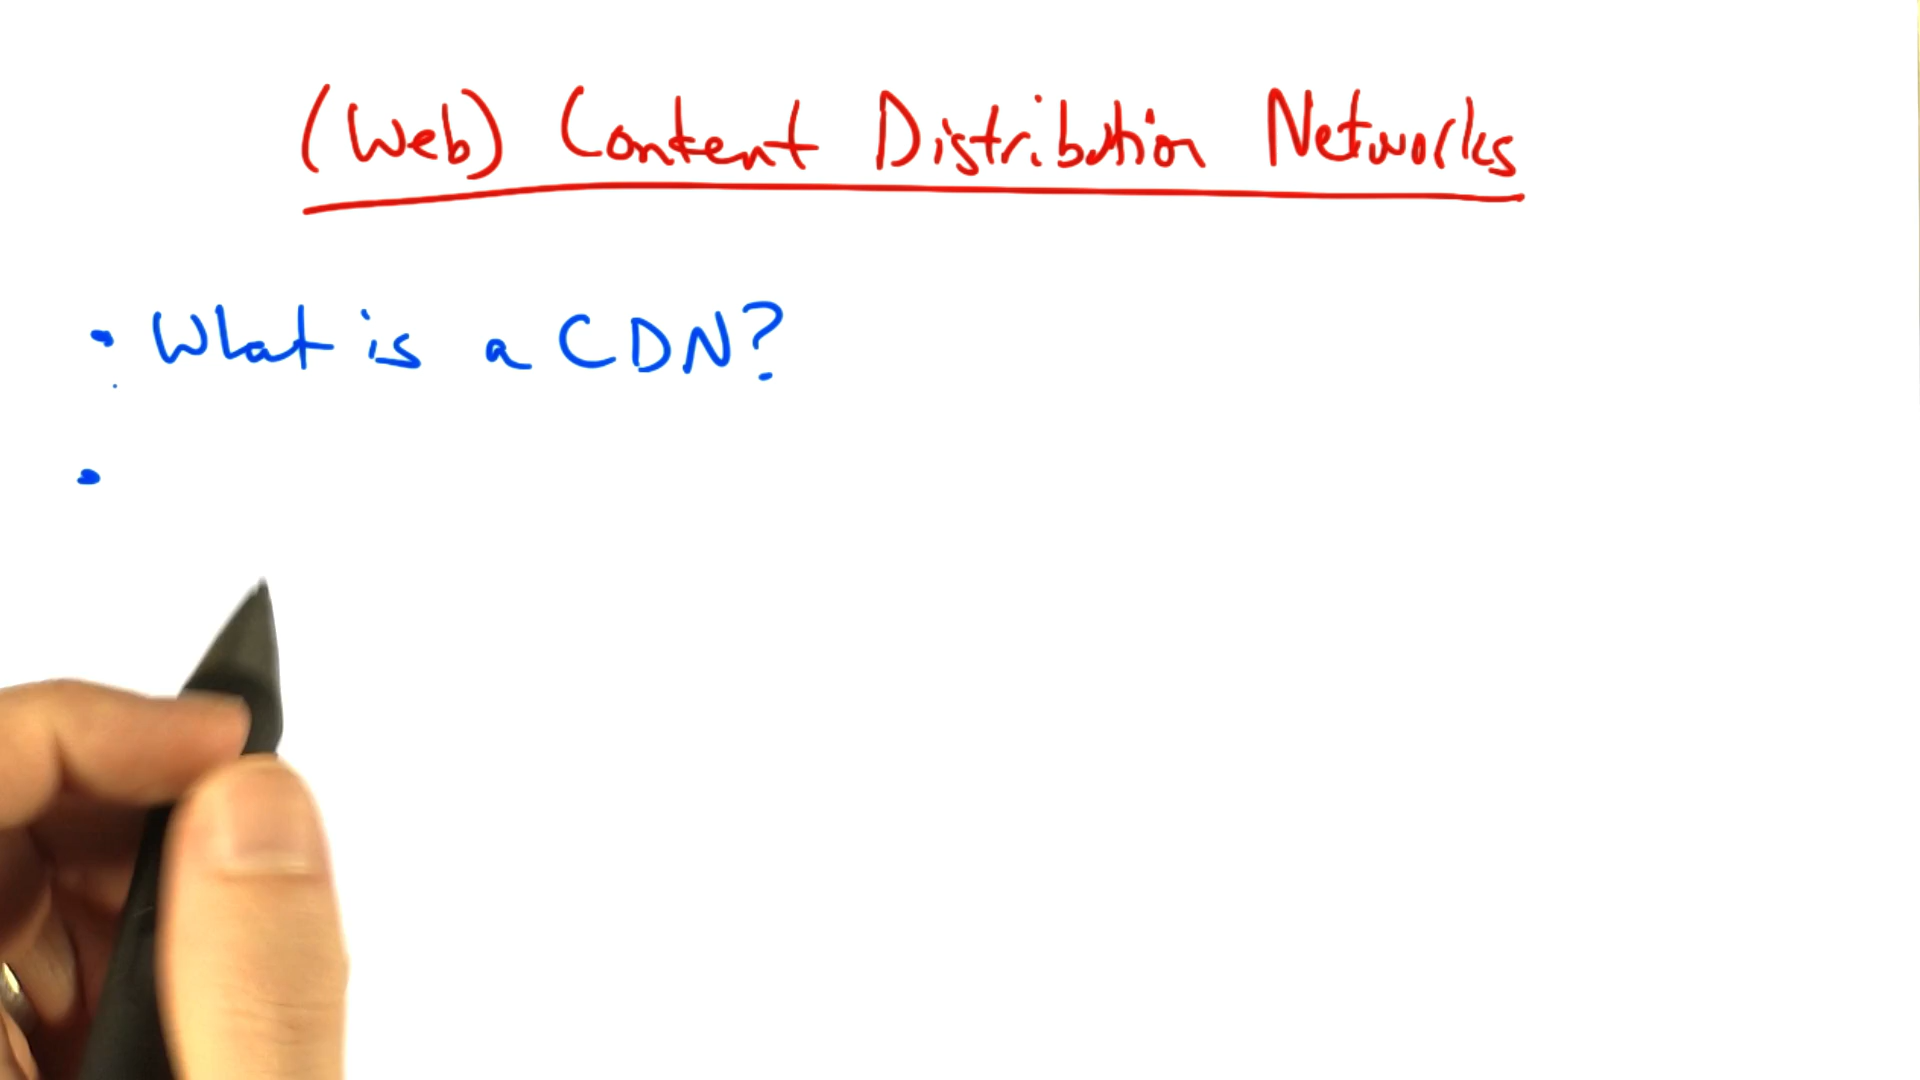 (Web) Content Distribution Networks
• What is a CDN?
•